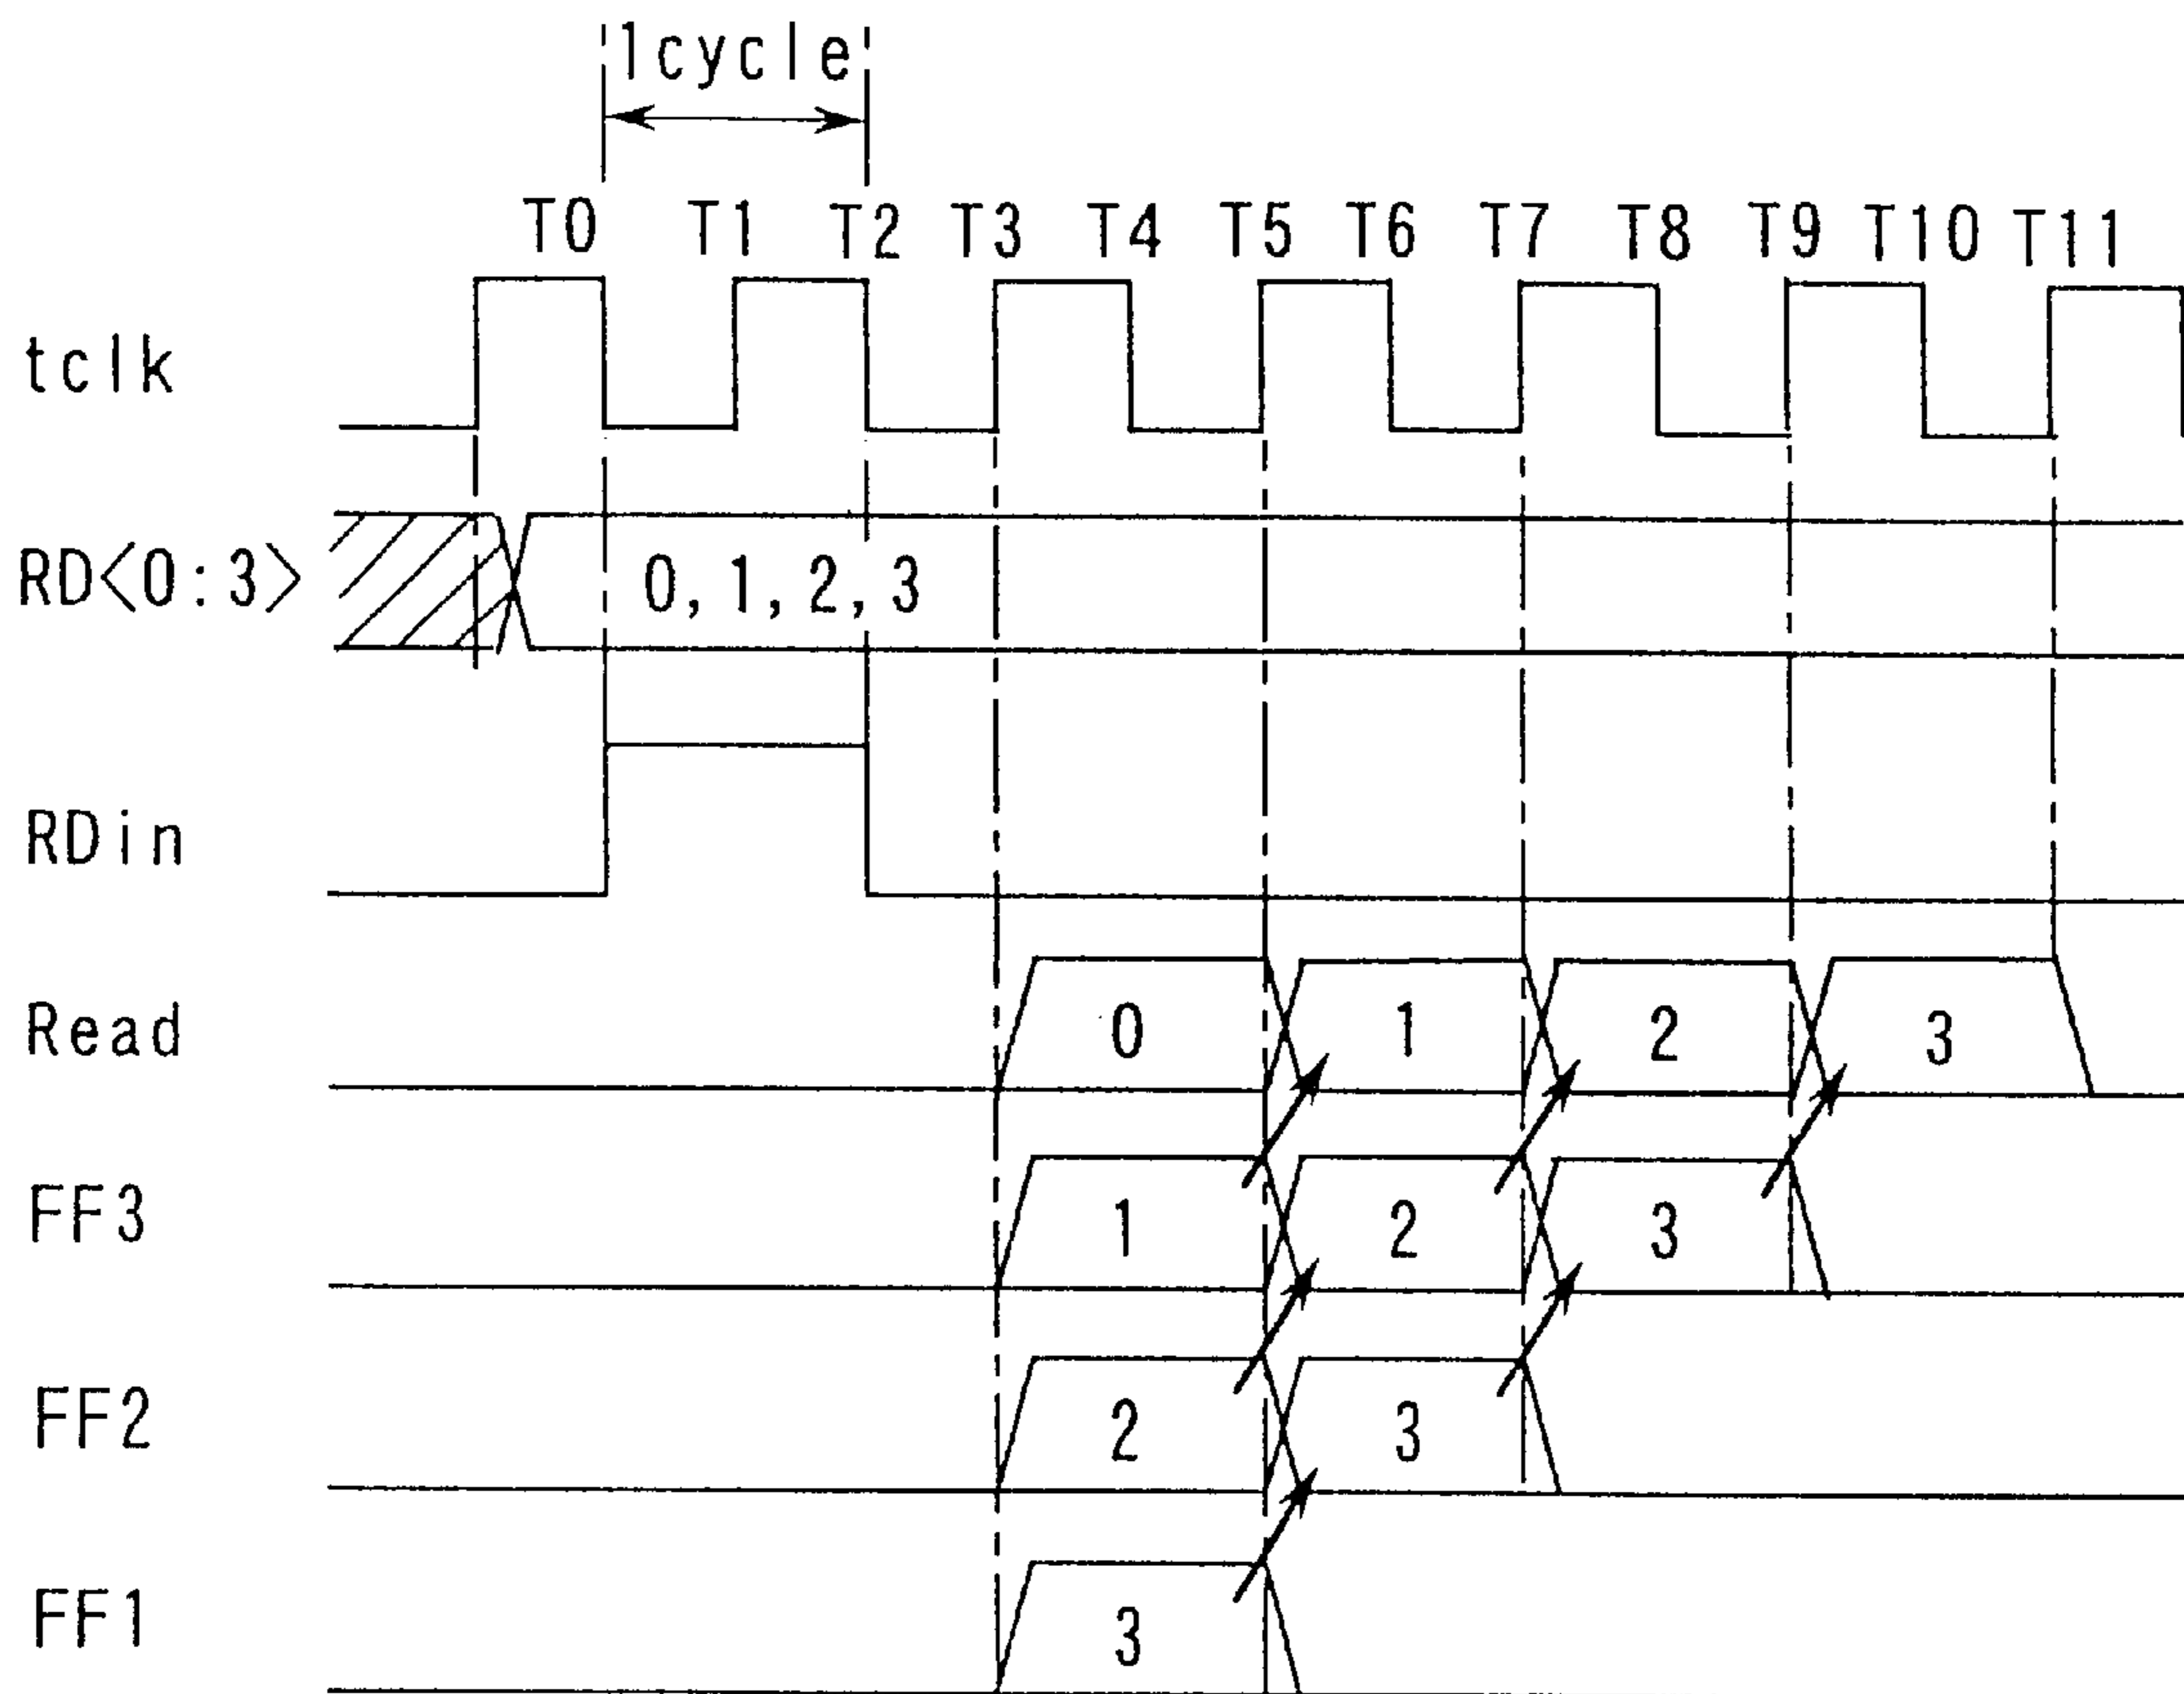 1cycle
T0 T1 T2 T3 T4 T5 T6 T7 T8 T9 T10 T11
tclk
RD<0:3> 0,1,2,3
RDin
Read 0 1 2 3
FF3 1 2 3
FF2 2 3
FF1 3